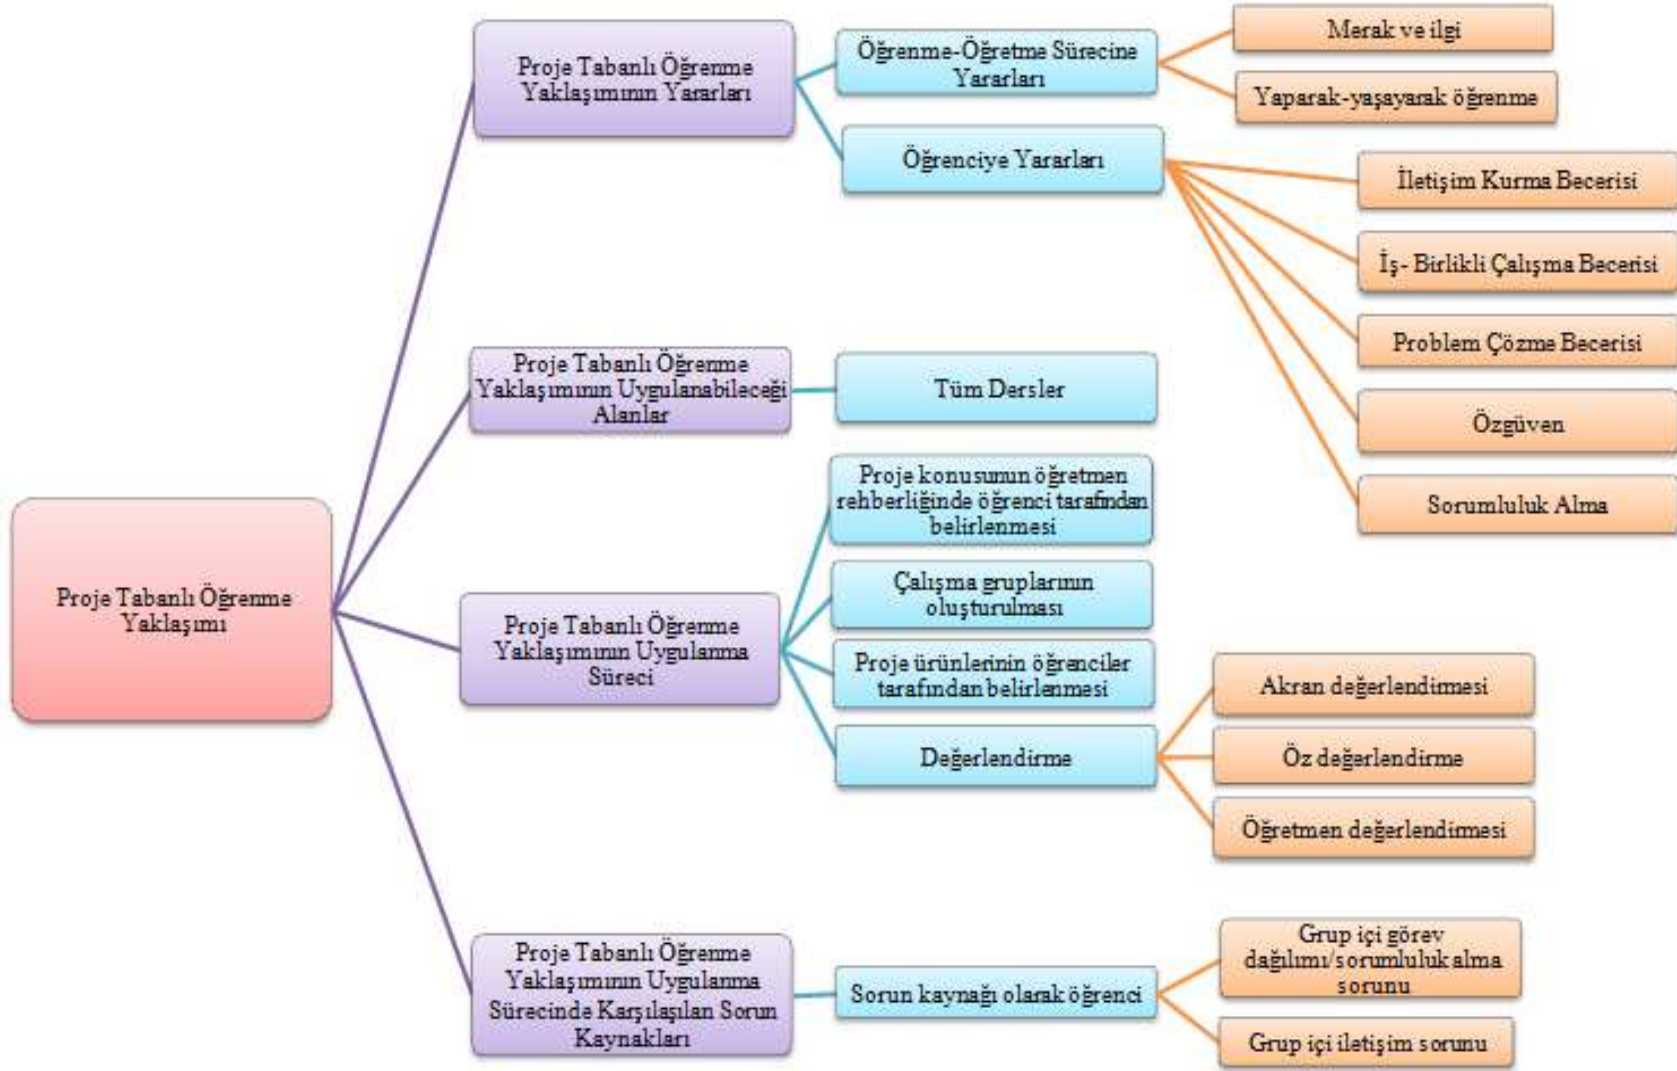 Proje Tabanlı Öğrenme
Yaklaşımı
Proje Tabanlı Öğrenme
Yaklaşımının Yararları
Öğrenme-Öğretme Sürecine
Yararları
Merak ve ilgi
Yaparak-yaşayarak öğrenme
Öğrenciye Yararları
İletişim Kurma Becerisi
İş- Birlikli Çalışma Becerisi
Problem Çözme Becerisi
Özgüven
Sorumluluk Alma
Proje Tabanlı Öğrenme
Yaklaşımının Uygulanabileceği
Alanlar
Tüm Dersler
Proje Tabanlı Öğrenme
Yaklaşımının Uygulanma
Süreci
Proje konusunun öğretmen
rehberliğinde öğrenci tarafından
belirlenmesi
Çalışma gruplarının
oluşturulması
Proje ürünlerinin öğrenciler
tarafından belirlenmesi
Değerlendirme
Akran değerlendirmesi
Öz değerlendirme
Öğretmen değerlendirmesi
Proje Tabanlı Öğrenme
Yaklaşımının Uygulanma
Sürecinde Karşılaşılan Sorun
Kaynakları
Sorun kaynağı olarak öğrenci
Grup içi görev
dağılımı/sorumluluk alma
sorunu
Grup içi iletişim sorunu